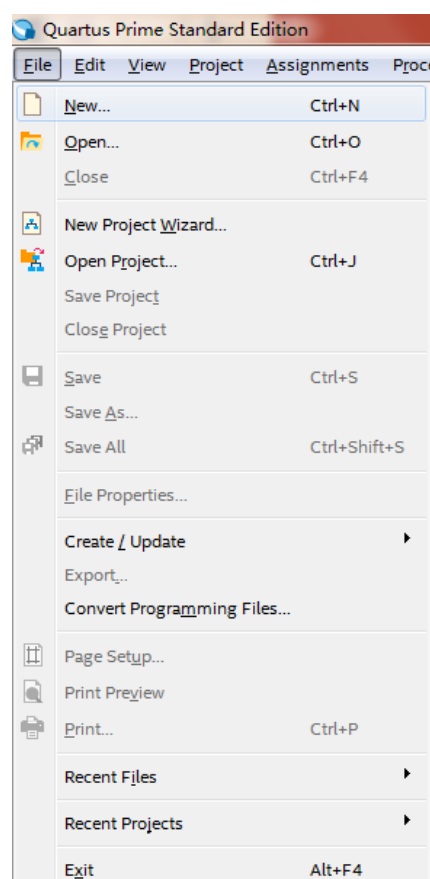 Quartus Prime Standard Edition
File Edit View Project Assignments Proc
New... Ctrl+N
Open... Ctrl+O
Close Ctrl+F4
New Project Wizard...
Open Project... Ctrl+J
Save Project
Close Project
Save Ctrl+S
Save As...
Save All Ctrl+Shift+S
File Properties...
Create / Update
Export...
Convert Programming Files...
Page Setup...
Print Preview
Print... Ctrl+P
Recent Files
Recent Projects
Exit Alt+F4